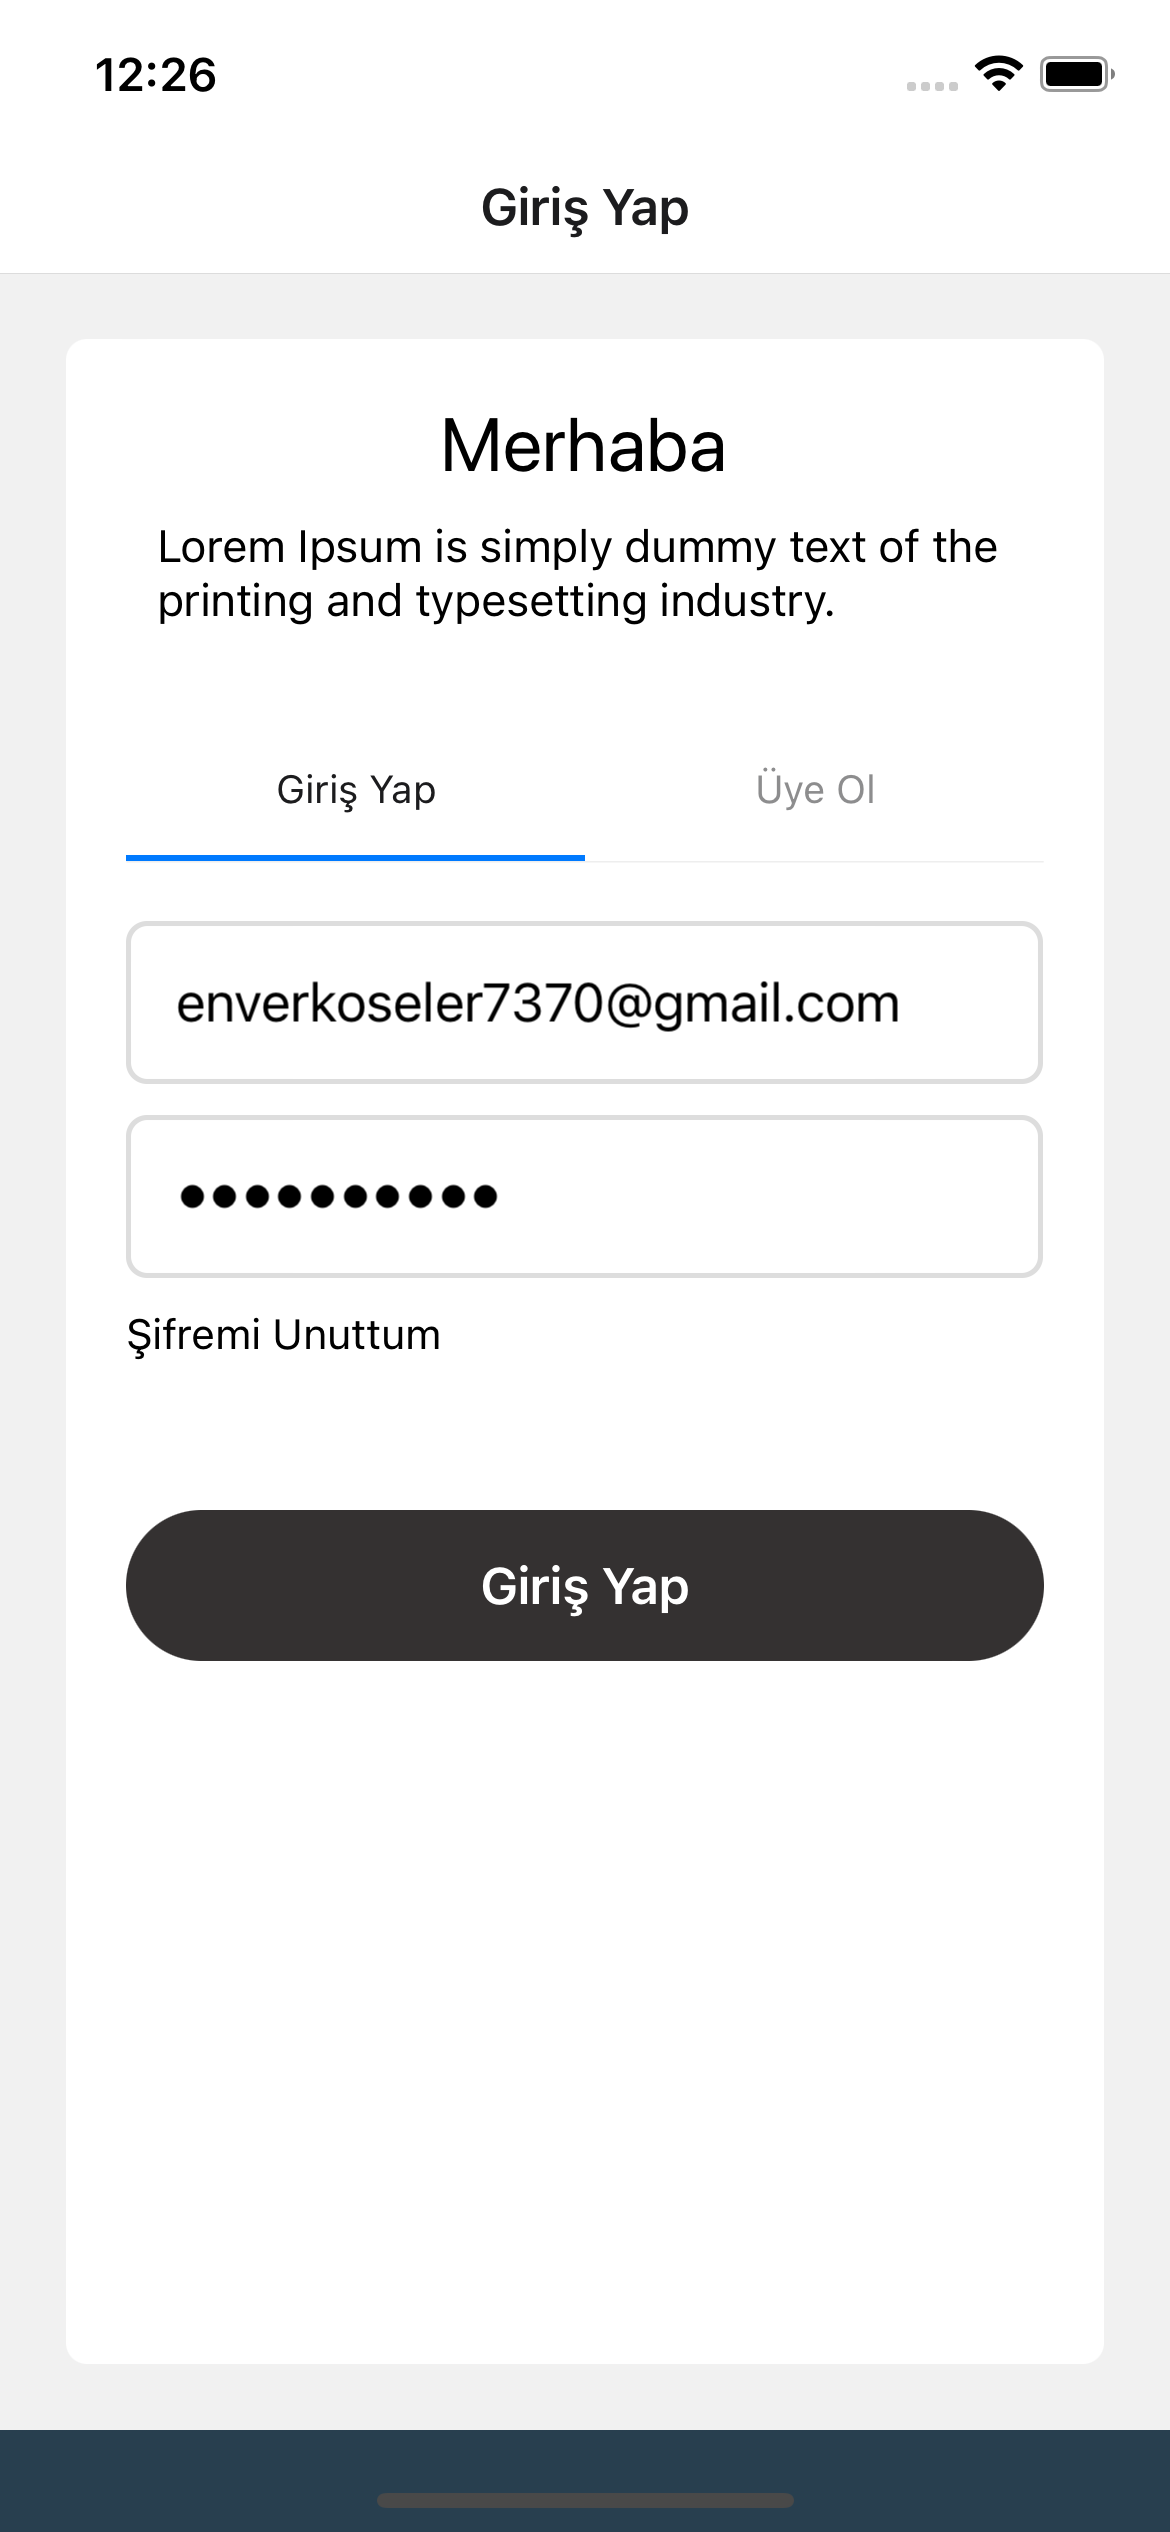 12:26
Giriş Yap
Merhaba
Lorem Ipsum is simply dummy text of the
printing and typesetting industry.
Giriş Yap
Üye Ol
enverkoseler7370@gmail.com
••••••••••
Şifremi Unuttum
Giriş Yap